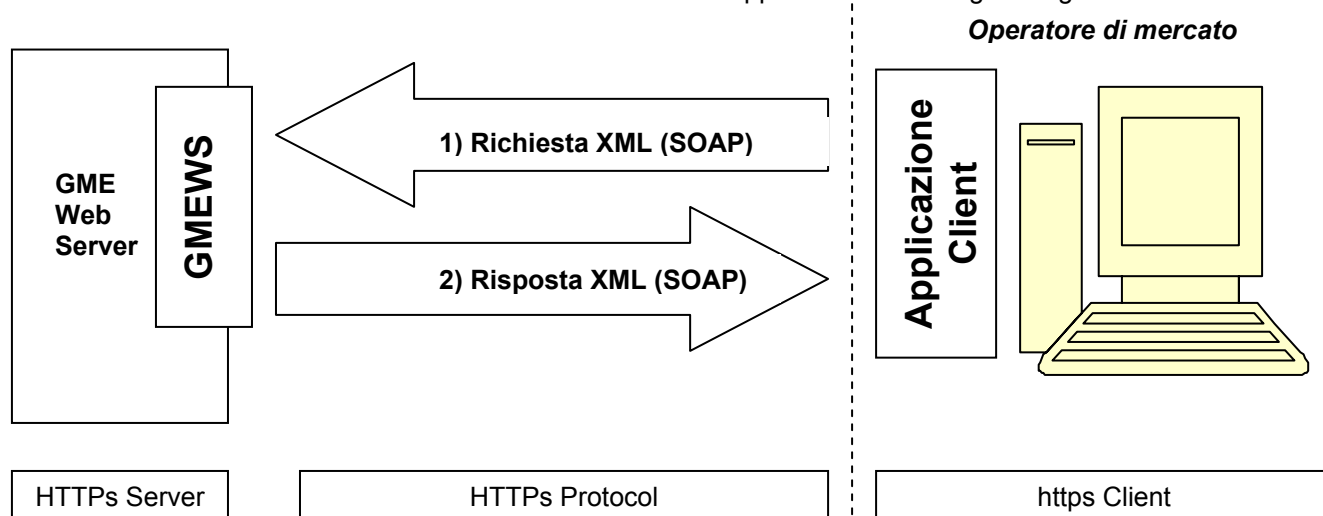 Operatore di mercato
GME
Web
Server
GMEWS
1) Richiesta XML (SOAP)
2) Risposta XML (SOAP)
Applicazione
Client
HTTPs Server
HTTPs Protocol
https Client